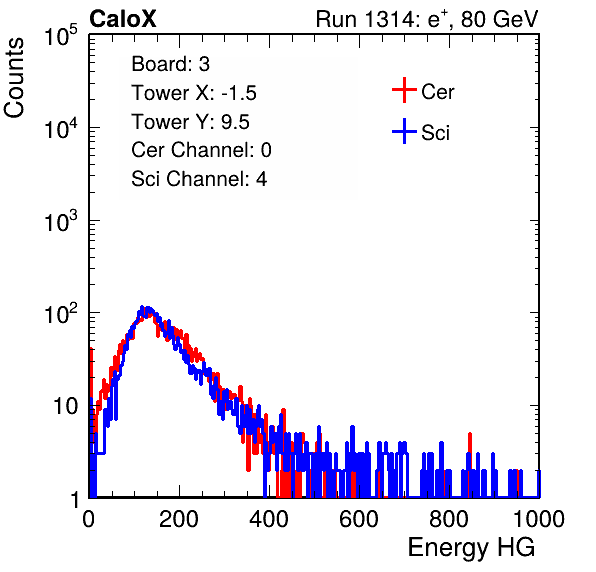 CaloX Run 1314: e⁺, 80 GeV
Counts
Board: 3
Tower X: -1.5
Tower Y: 9.5
Cer Channel: 0
Sci Channel: 4
Cer
Sci
10⁵
10⁴
10³
10²
10
1
0 200 400 600 800 1000
Energy HG